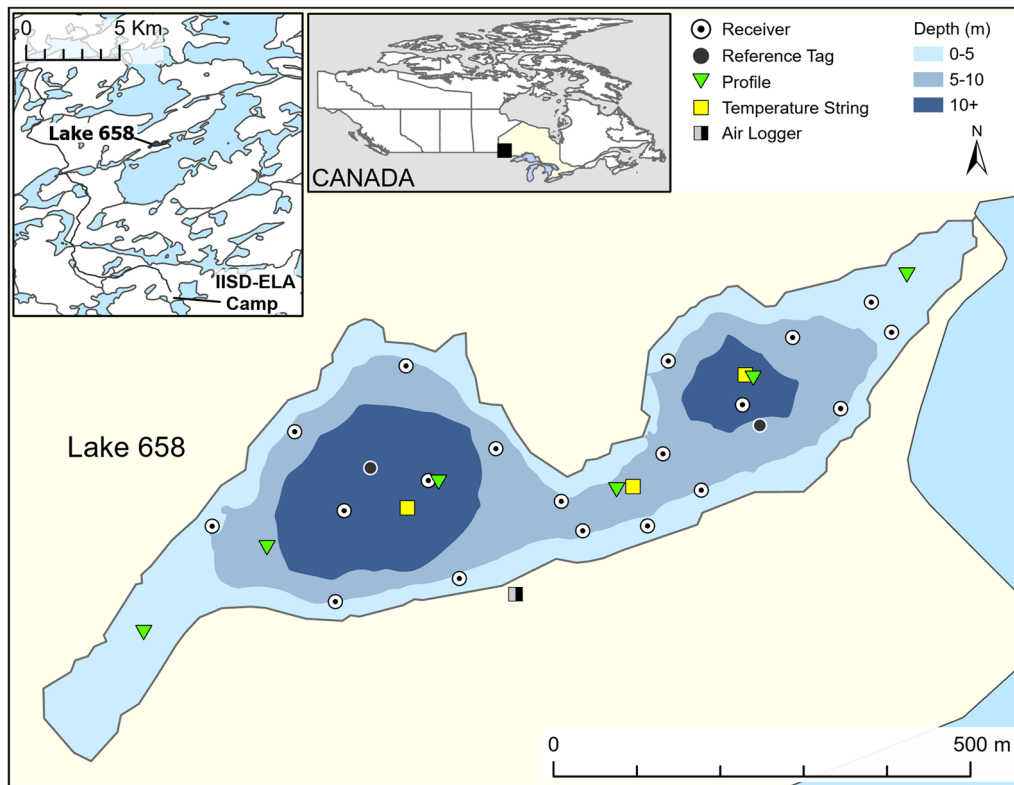 0
5 Km
Lake 658
IISD-ELA
Camp
CANADA
Receiver
Reference Tag
Profile
Temperature String
Air Logger
Depth (m)
0-5
5-10
10+
N
Lake 658
0
500 m